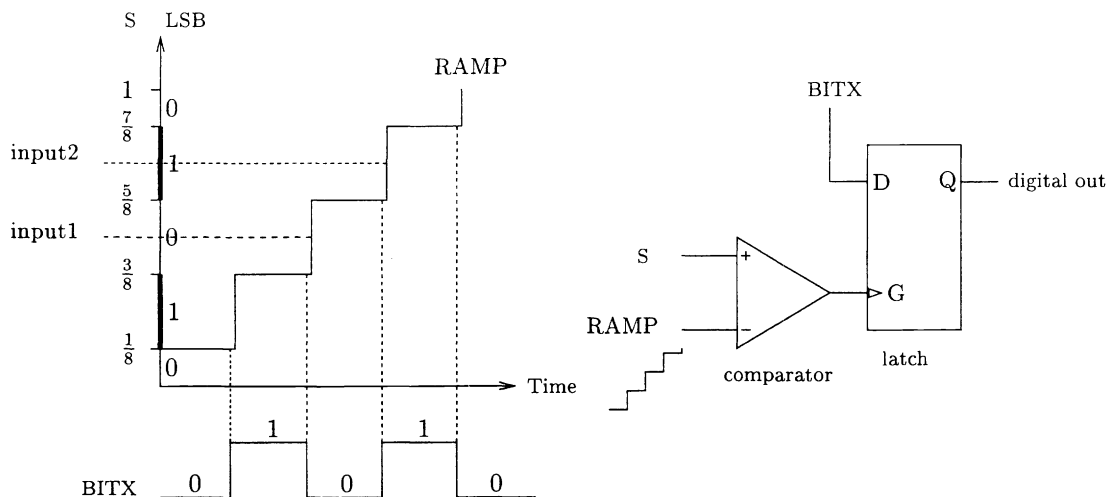 S LSB
RAMP
1
0
7/8
input2
1
5/8
input1
0
3/8
1
1/8
0
Time
1 1
BITX 0 0 0
BITX
D Q digital out
S +
G
RAMP −
latch
comparator